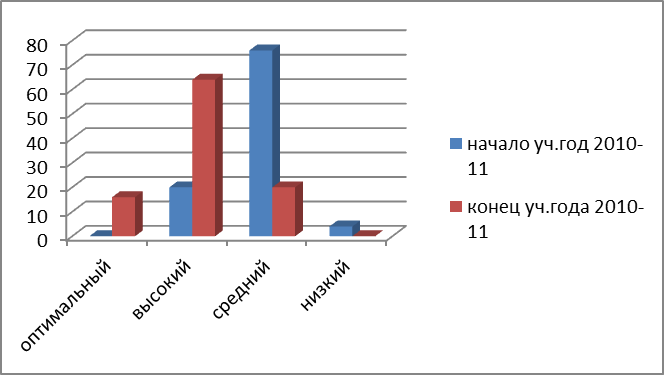 80
70
60
50
40
30
20
10
0
оптимальный
высокий
средний
низкий
начало уч.год 2010-
11
конец уч.года 2010-
11